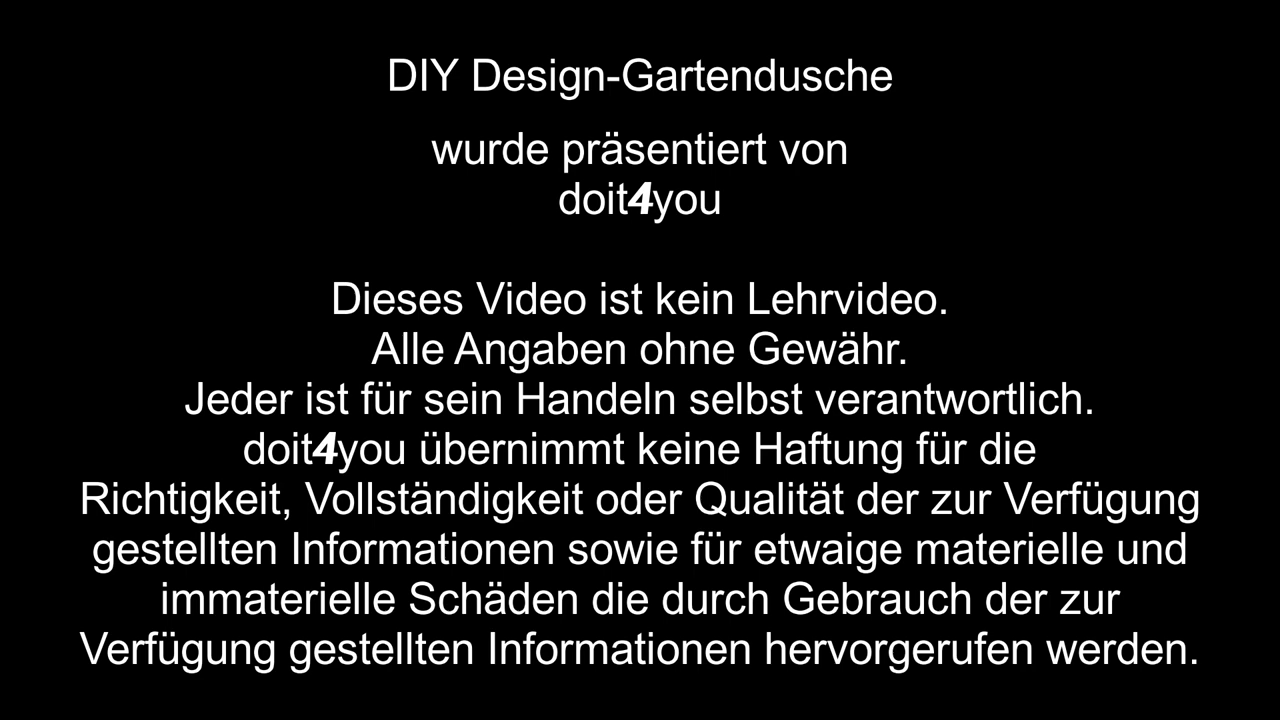 DIY Design-Gartendusche
wurde präsentiert von
doit4you
Dieses Video ist kein Lehrvideo.
Alle Angaben ohne Gewähr.
Jeder ist für sein Handeln selbst verantwortlich.
doit4you übernimmt keine Haftung für die
Richtigkeit, Vollständigkeit oder Qualität der zur Verfügung
gestellten Informationen sowie für etwaige materielle und
immaterielle Schäden die durch Gebrauch der zur
Verfügung gestellten Informationen hervorgerufen werden.